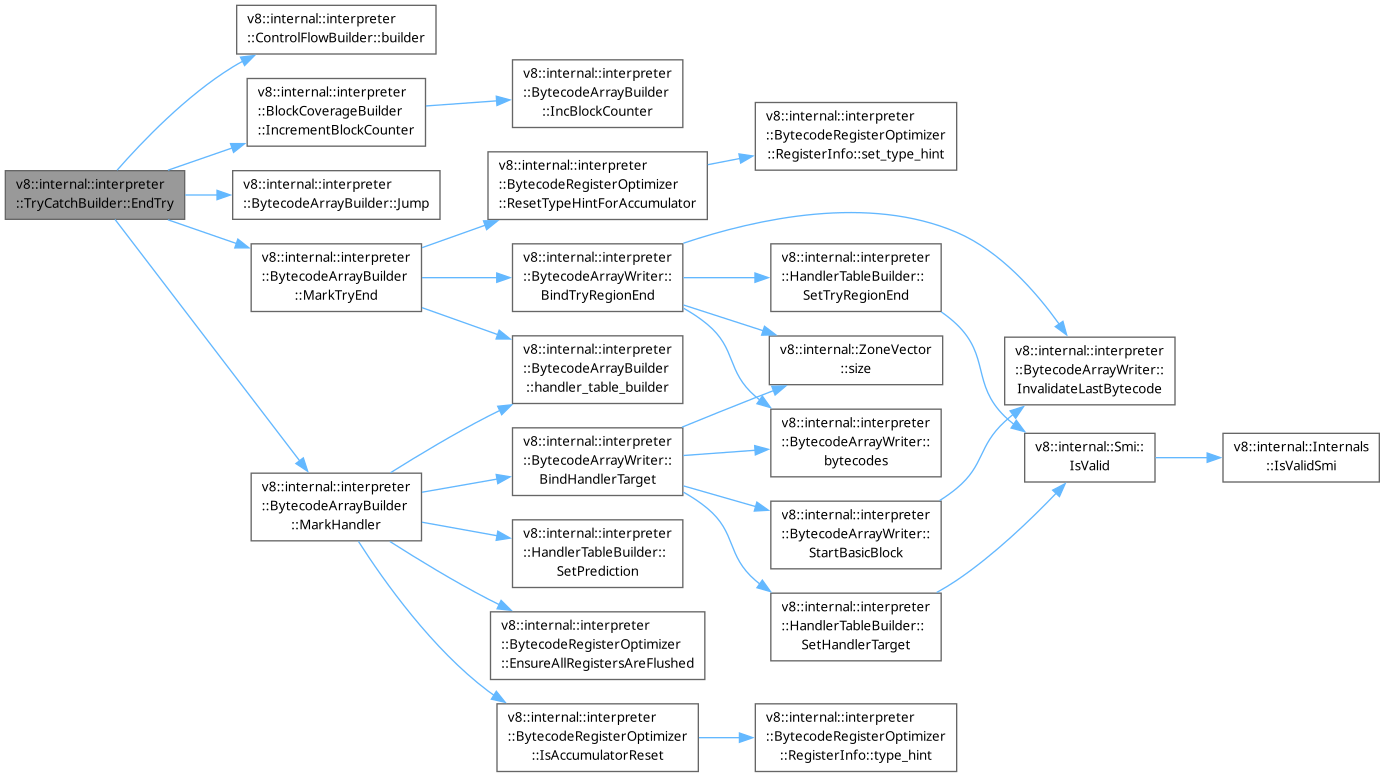 v8::internal::interpreter
::TryCatchBuilder::EndTry
v8::internal::interpreter
::ControlFlowBuilder::builder
v8::internal::interpreter
::BlockCoverageBuilder
::IncrementBlockCounter
v8::internal::interpreter
::BytecodeArrayBuilder::Jump
v8::internal::interpreter
::BytecodeArrayBuilder
::MarkTryEnd
v8::internal::interpreter
::BytecodeArrayBuilder
::MarkHandler
v8::internal::interpreter
::BytecodeArrayBuilder
::IncBlockCounter
v8::internal::interpreter
::BytecodeRegisterOptimizer
::ResetTypeHintForAccumulator
v8::internal::interpreter
::BytecodeArrayWriter::
BindTryRegionEnd
v8::internal::interpreter
::BytecodeArrayBuilder
::handler_table_builder
v8::internal::interpreter
::BytecodeArrayWriter::
BindHandlerTarget
v8::internal::interpreter
::HandlerTableBuilder::
SetPrediction
v8::internal::interpreter
::BytecodeRegisterOptimizer
::EnsureAllRegistersAreFlushed
v8::internal::interpreter
::BytecodeRegisterOptimizer
::IsAccumulatorReset
v8::internal::interpreter
::BytecodeRegisterOptimizer
::RegisterInfo::set_type_hint
v8::internal::interpreter
::HandlerTableBuilder::
SetTryRegionEnd
v8::internal::ZoneVector
::size
v8::internal::interpreter
::BytecodeArrayWriter::
bytecodes
v8::internal::interpreter
::BytecodeArrayWriter::
StartBasicBlock
v8::internal::interpreter
::HandlerTableBuilder::
SetHandlerTarget
v8::internal::interpreter
::BytecodeRegisterOptimizer
::RegisterInfo::type_hint
v8::internal::interpreter
::BytecodeArrayWriter::
InvalidateLastBytecode
v8::internal::Smi::
IsValid
v8::internal::Internals
::IsValidSmi